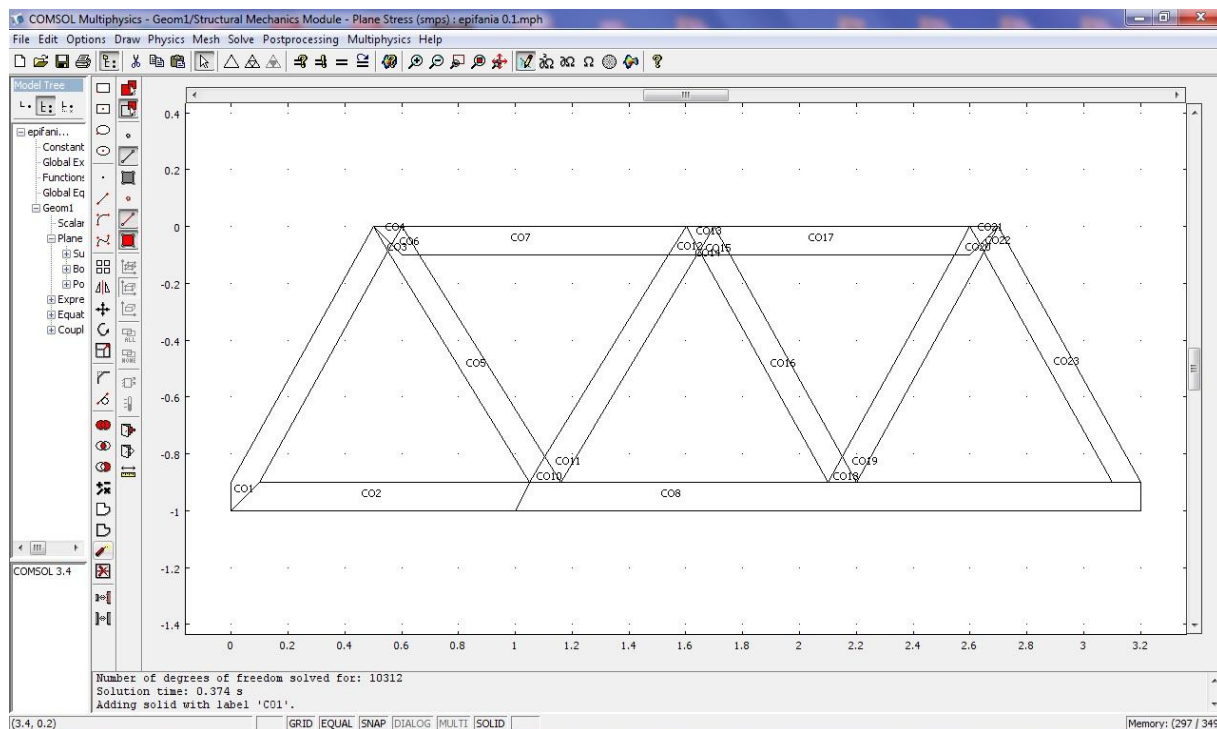 COMSOL Multiphysics - Geom1/Structural Mechanics Module - Plane Stress (smps) : epifania 0.1.mph
File Edit Options Draw Physics Mesh Solve Postprocessing Multiphysics Help
Model Tree
epifani...
Constant
Global Ex
Functions
Global Eq
Geom1
Scalar
Plane
Su
Bo
Po
Expre
Equat
Coupl
ALL
NONE
COMSOL 3.4
0.4
0.2
0
-0.2
-0.4
-0.6
-0.8
-1
-1.2
-1.4
CO4 CO7 CO13 CO17 CO21
CO6 CO3 CO12 CO15 CO14 CO20 CO22
CO5 CO16 CO23
CO11 CO19
CO1 CO2 CO10 CO8 CO18
0 0.2 0.4 0.6 0.8 1 1.2 1.4 1.6 1.8 2 2.2 2.4 2.6 2.8 3 3.2
Number of degrees of freedom solved for: 10312
Solution time: 0.374 s
Adding solid with label 'CO1'.
(3.4, 0.2) GRID EQUAL SNAP DIALOG MULTI SOLID Memory: (297 / 349